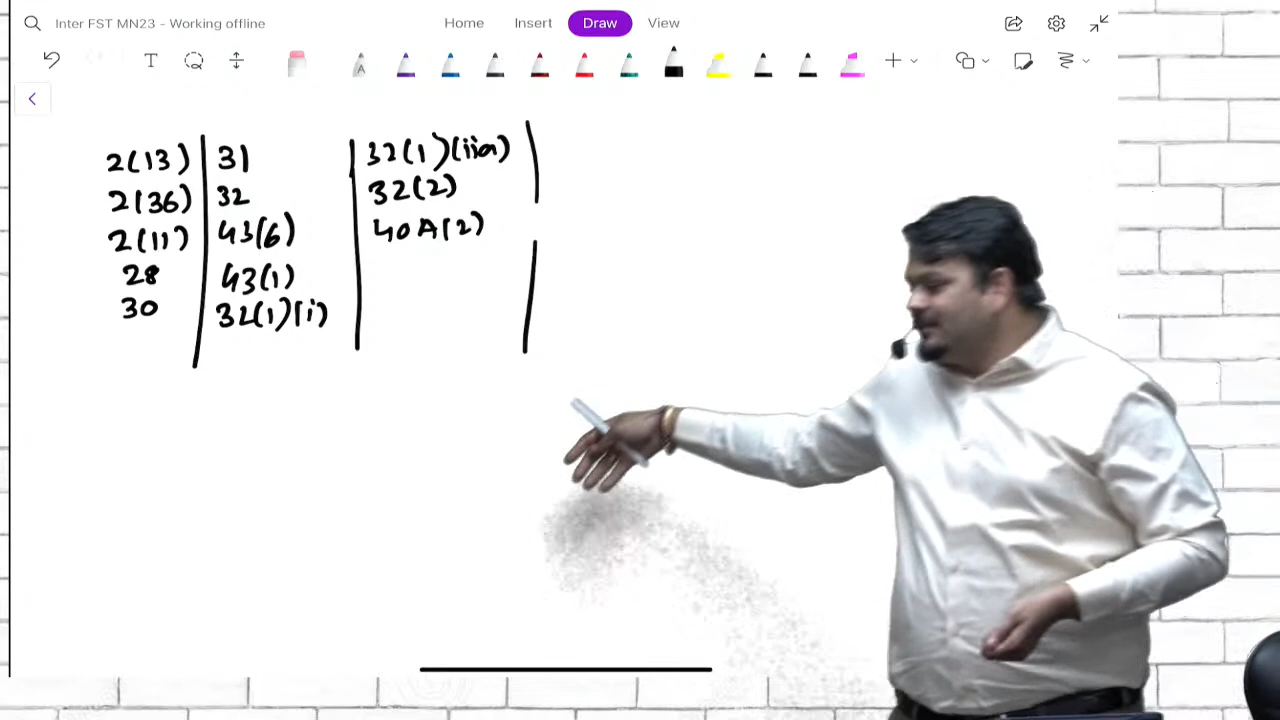 Inter FST MN23 - Working offline
Home Insert Draw View
T
A
2(13)
2(36)
2(11)
28
30
31
32
43(6)
43(1)
32(1)(i)
32(1)(iia)
32(2)
40A(2)